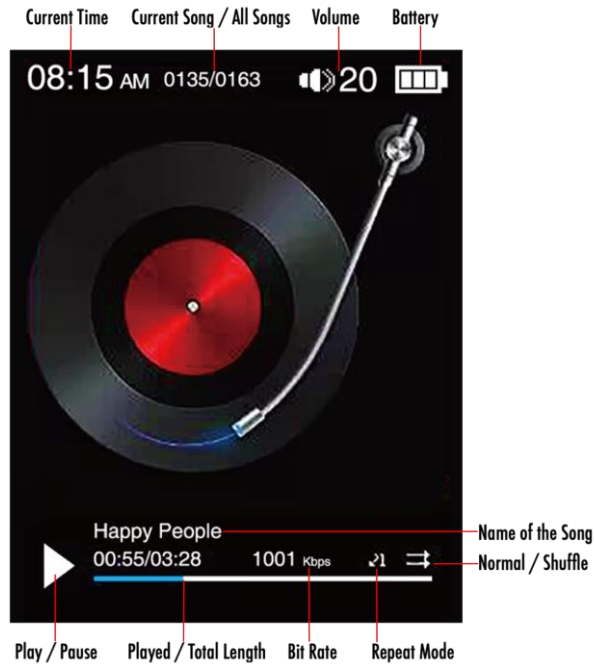 Current Time Current Song / All Songs Volume Battery
08:15 AM 0135/0163 20
Happy People
Name of the Song
00:55/03:28 1001 Kbps 1
Normal / Shuffle
Play / Pause Played / Total Length Bit Rate Repeat Mode